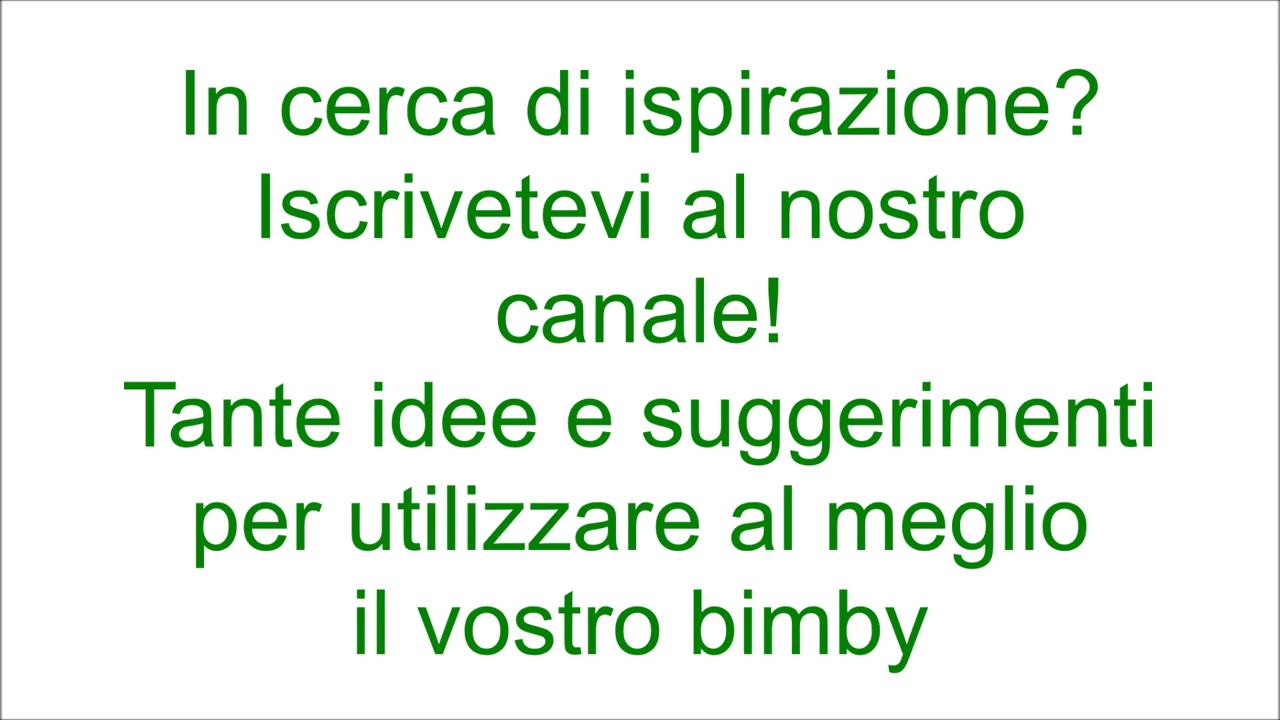 In cerca di ispirazione?
Iscrivetevi al nostro
canale!
Tante idee e suggerimenti
per utilizzare al meglio
il vostro bimby